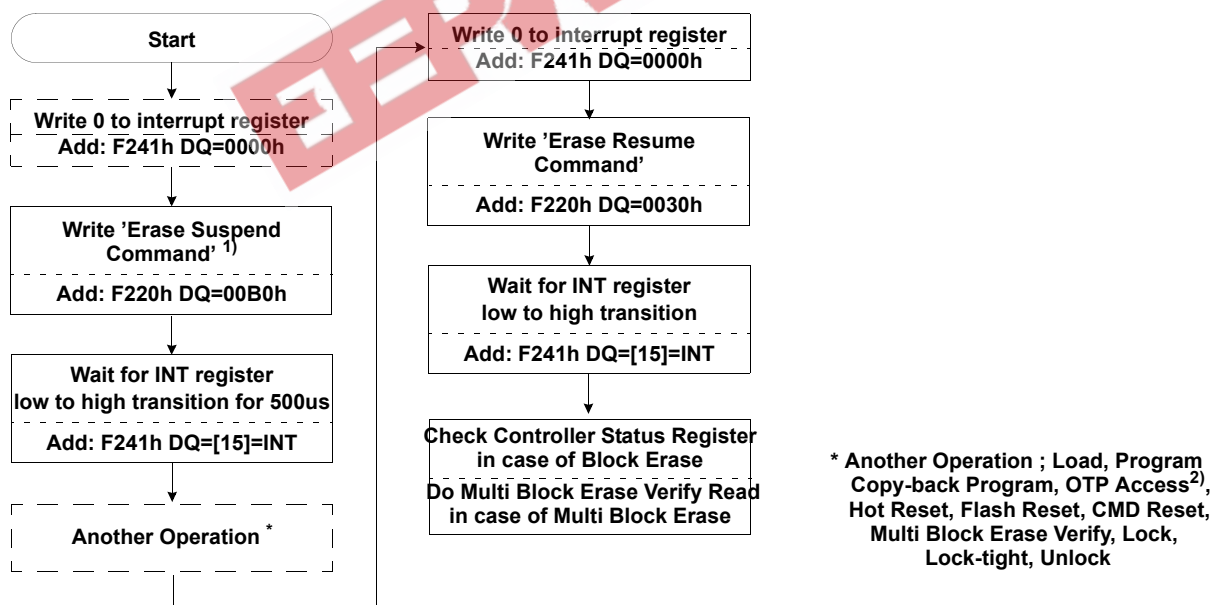 Start
Write 0 to interrupt register
Add: F241h DQ=0000h
Write ’Erase Suspend
Command’ 1)
Add: F220h DQ=00B0h
Wait for INT register
low to high transition for 500us
Add: F241h DQ=[15]=INT
Another Operation *
Write 0 to interrupt register
Add: F241h DQ=0000h
Write ’Erase Resume
Command’
Add: F220h DQ=0030h
Wait for INT register
low to high transition
Add: F241h DQ=[15]=INT
Check Controller Status Register
in case of Block Erase
Do Multi Block Erase Verify Read
in case of Multi Block Erase
* Another Operation ; Load, Program
Copy-back Program, OTP Access2),
Hot Reset, Flash Reset, CMD Reset,
Multi Block Erase Verify, Lock,
Lock-tight, Unlock